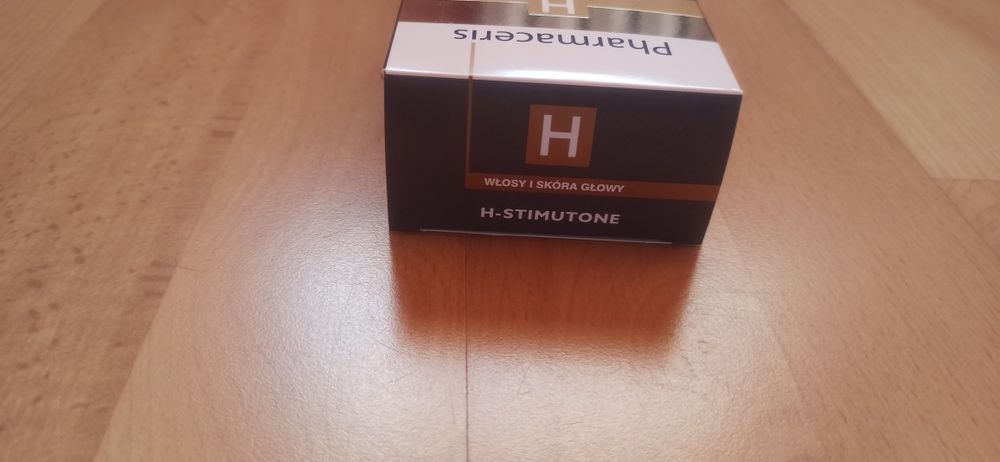 H
Pharmaceris
H
WŁOSY I SKÓRA GŁOWY
H-STIMUTONE